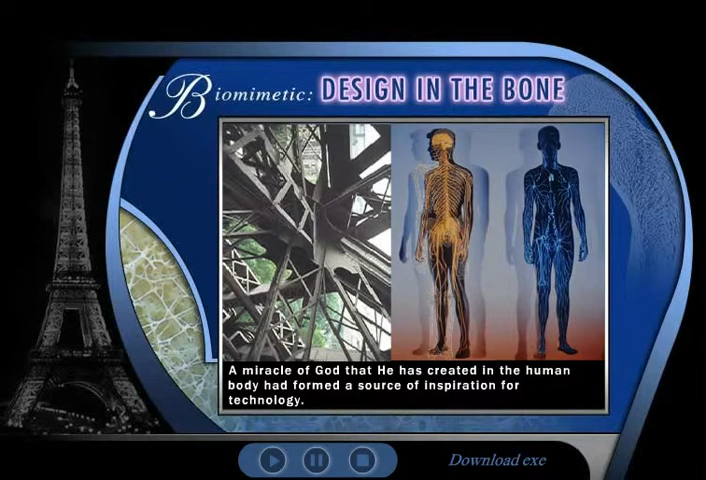 Biomimetic: DESIGN IN THE BONE
A miracle of God that He has created in the human
body had formed a source of inspiration for
technology.
Download exe